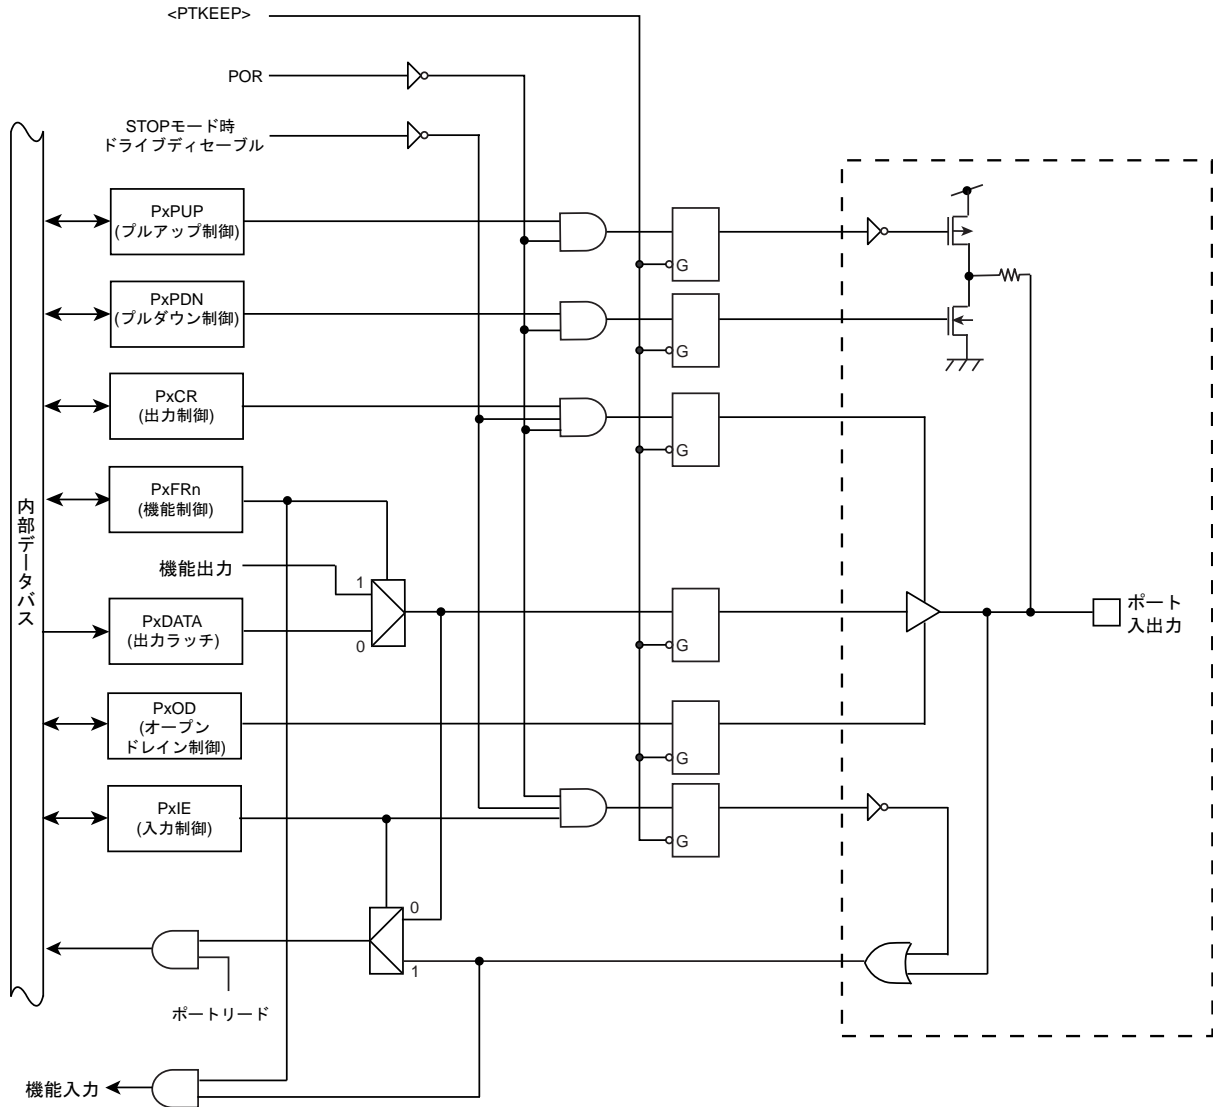 <PTKEEP>
POR
STOPモード時
ドライブディセーブル
PxPUP
(プルアップ制御)
G
PxPDN
(プルダウン制御)
G
PxCR
(出力制御)
G
内部データバス
PxFRn
(機能制御)
機能出力
1
0
PxDATA
(出力ラッチ)
G
ポート
入出力
PxOD
(オープン
ドレイン制御)
G
PxIE
(入力制御)
G
0
1
ポートリード
機能入力